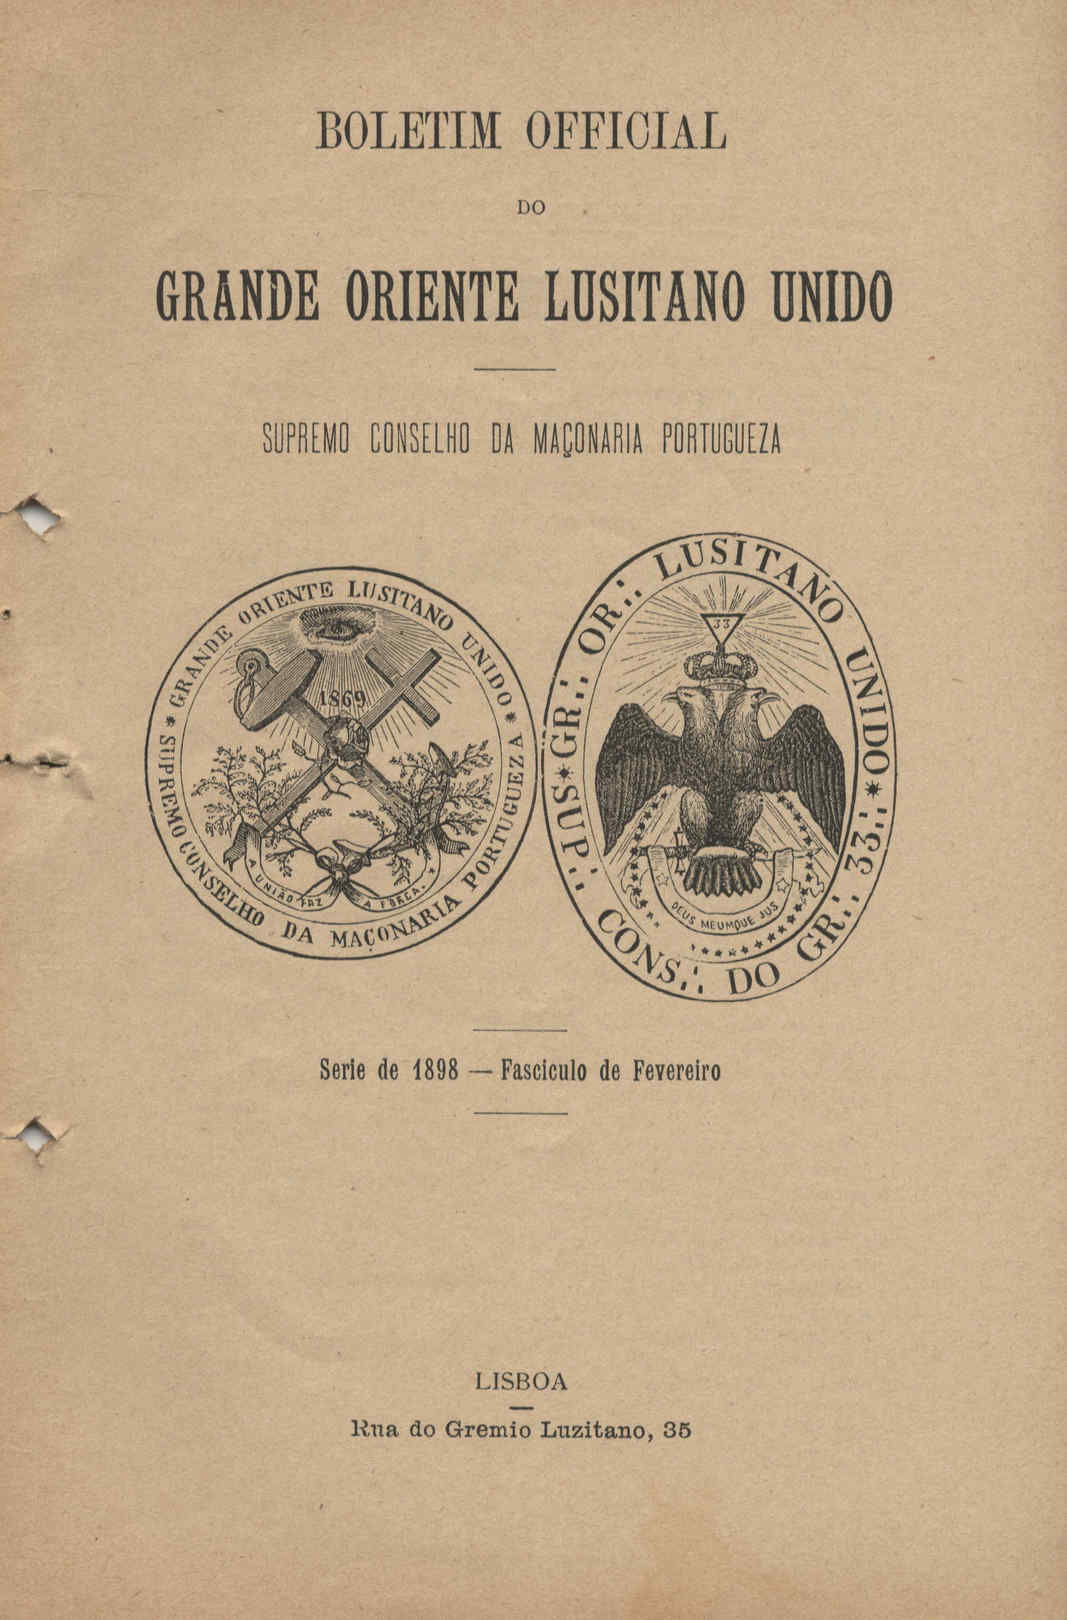 BOLETIM OFFICIAL
DO
GRANDE ORIENTE LUSITANO UNIDO
SUPREMO CONSELHO DA MAÇONARIA PORTUGUEZA
* GRANDE ORIENTE LUSITANO UNIDO *
SUPREMO CONSELHO DA MAÇONARIA PORTUGUEZA
1869
A UNIÃO FAZ A FORÇA.
* GR∴ OR∴ LUSITANO UNIDO *
SUP∴ CONS∴ DO GR∴ 33∴
33
DEUS MEUMQUE JUS
Serie de 1898 — Fasciculo de Fevereiro
LISBOA
Rua do Gremio Luzitano, 35